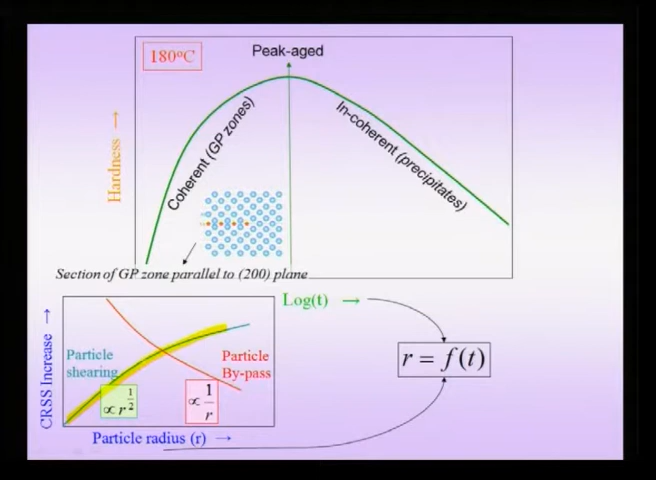 180°C
Peak-aged
Hardness →
Coherent (GP zones)
In-coherent (precipitates)
Section of GP zone parallel to (200) plane
Log(t) →
CRSS Increase →
Particle
shearing
∝ r^{1/2}
Particle
By-pass
∝ 1/r
Particle radius (r) →
r = f(t)